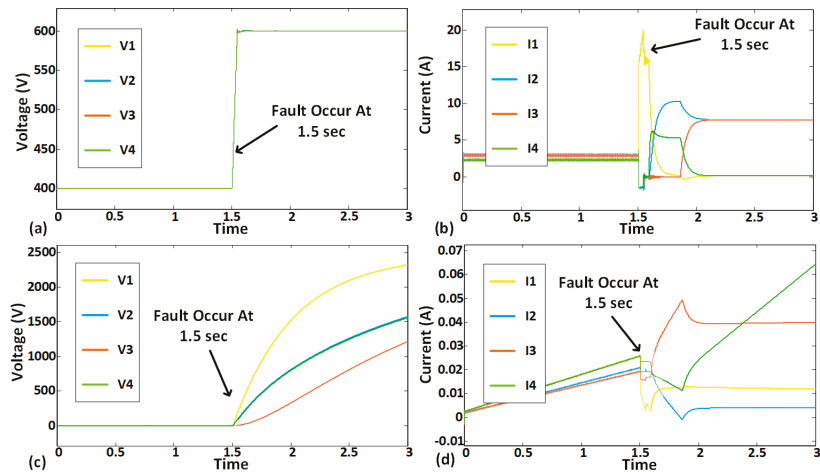 600
550
500
450
400
Voltage (V)
V1
V2
V3
V4
Fault Occur At
1.5 sec
(a)
0
0.5
1
1.5
2
2.5
3
Time
20
15
10
5
0
Current (A)
I1
I2
I3
I4
Fault Occur At
1.5 sec
(b)
0
0.5
1
1.5
2
2.5
3
Time
2500
2000
1500
1000
500
0
Voltage (V)
V1
V2
V3
V4
Fault Occur At
1.5 sec
(c)
0
0.5
1
1.5
2
2.5
3
Time
0.07
0.06
0.05
0.04
0.03
0.02
0.01
0
-0.01
Current (A)
I1
I2
I3
I4
Fault Occur At
1.5 sec
(d)
0
0.5
1
1.5
2
2.5
3
Time